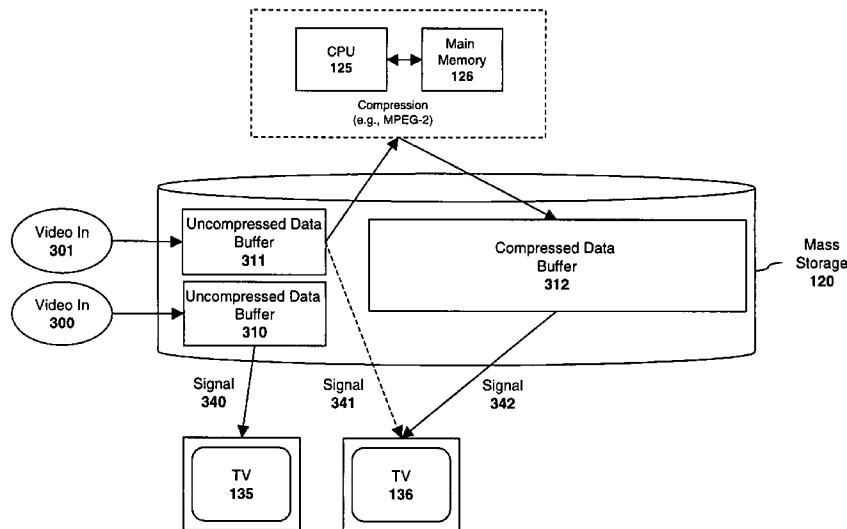 CPU
125
Main
Memory
126
Compression
(e.g., MPEG-2)
Video In
301
Uncompressed Data
Buffer
311
Compressed Data
Buffer
312
Mass
Storage
120
Video In
300
Uncompressed Data
Buffer
310
Signal
340
Signal
341
Signal
342
TV
135
TV
136